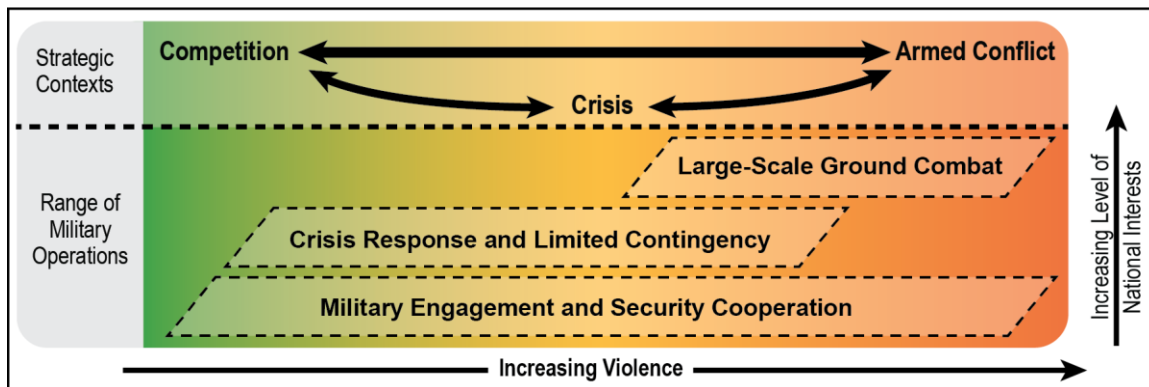 Strategic
Contexts
Competition
Armed Conflict
Crisis
Range of
Military
Operations
Large-Scale Ground Combat
Crisis Response and Limited Contingency
Military Engagement and Security Cooperation
Increasing Level of
National Interests
Increasing Violence